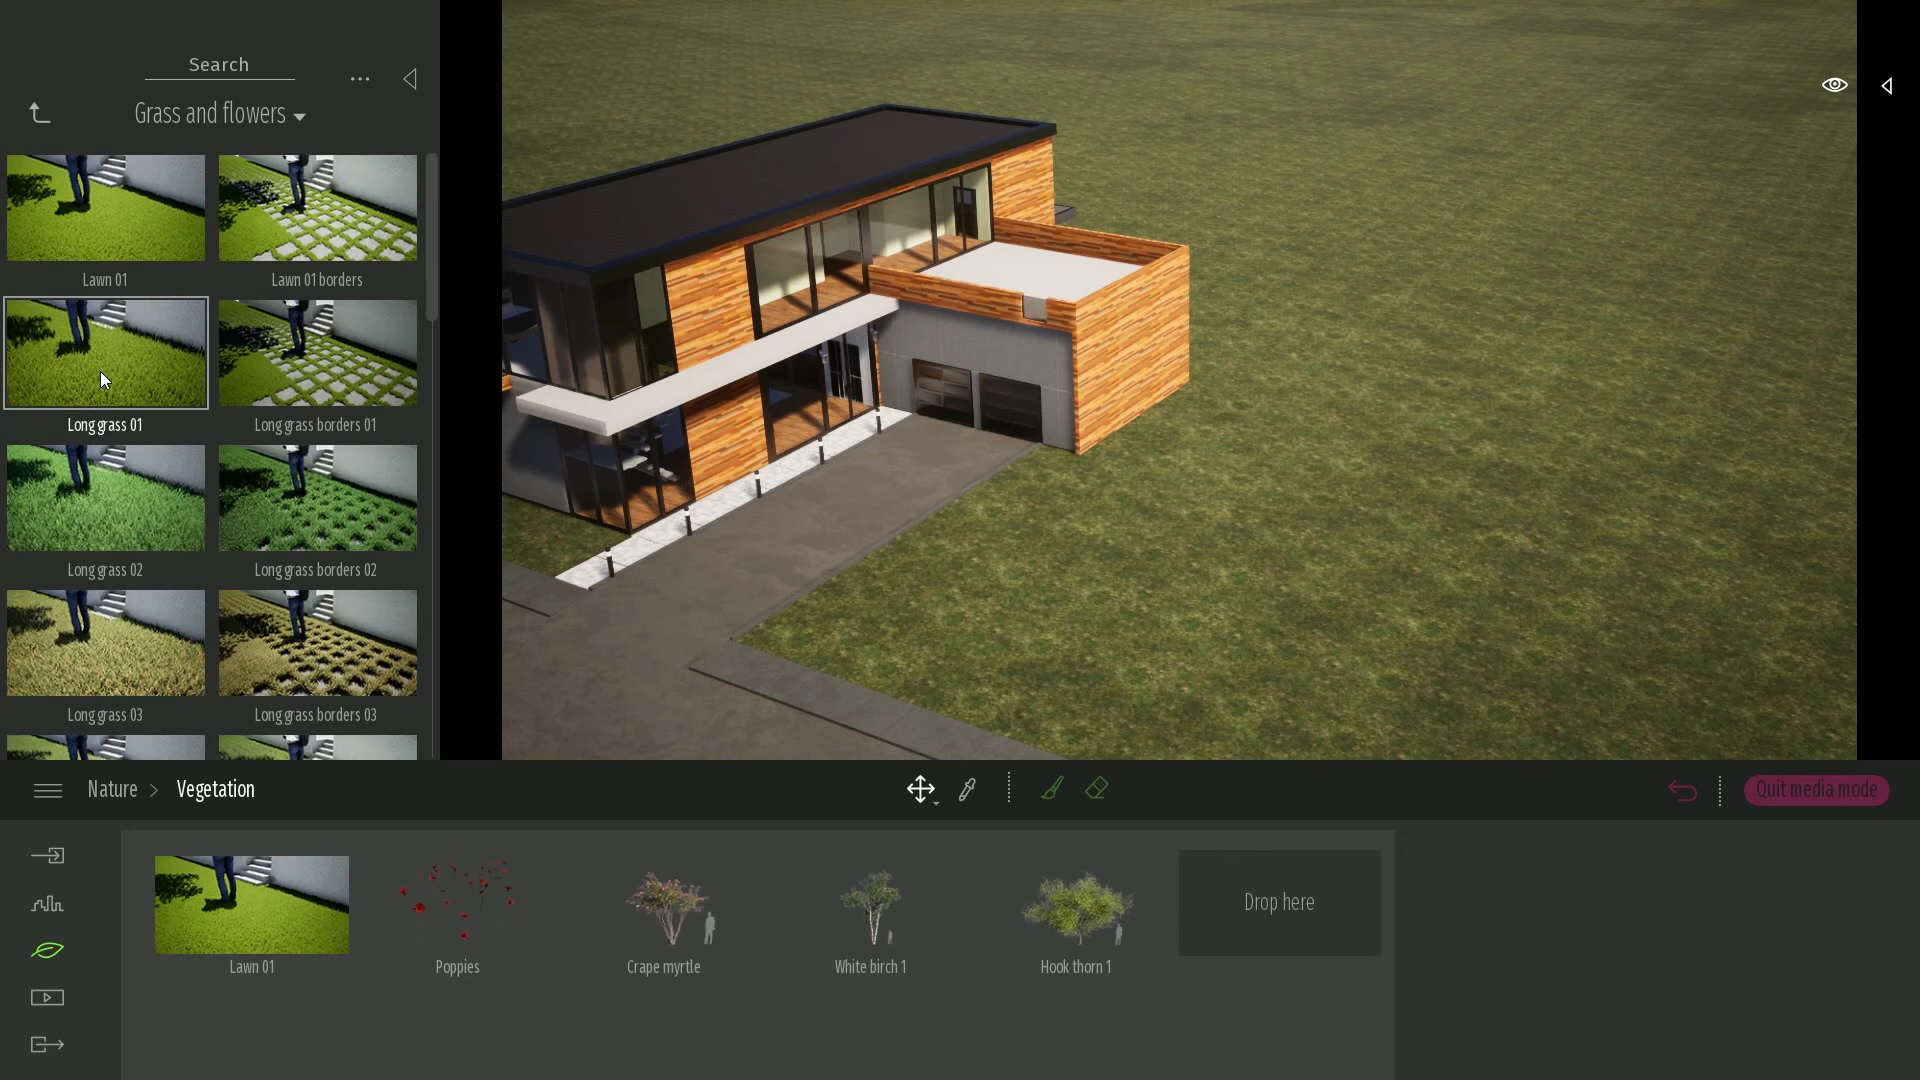 Search
Grass and flowers
Lawn 01
Lawn 01 borders
Long grass 01
Long grass borders 01
Long grass 02
Long grass borders 02
Long grass 03
Long grass borders 03
Nature > Vegetation
Quit media mode
Lawn 01
Poppies
Crape myrtle
White birch 1
Hook thorn 1
Drop here